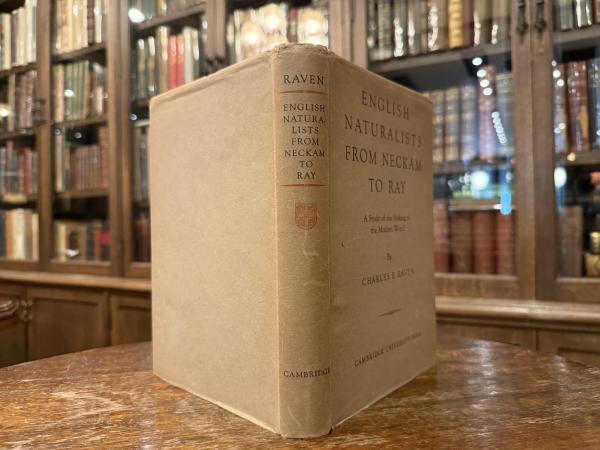 RAVEN
ENGLISH
NATURA-
LISTS
FROM
NECKAM
TO
RAY
CAMBRIDGE
ENGLISH
NATURALISTS
FROM NECKAM
TO RAY
A Study of the Making of
the Modern World
By
CHARLES E. RAVEN
CAMBRIDGE UNIVERSITY PRESS